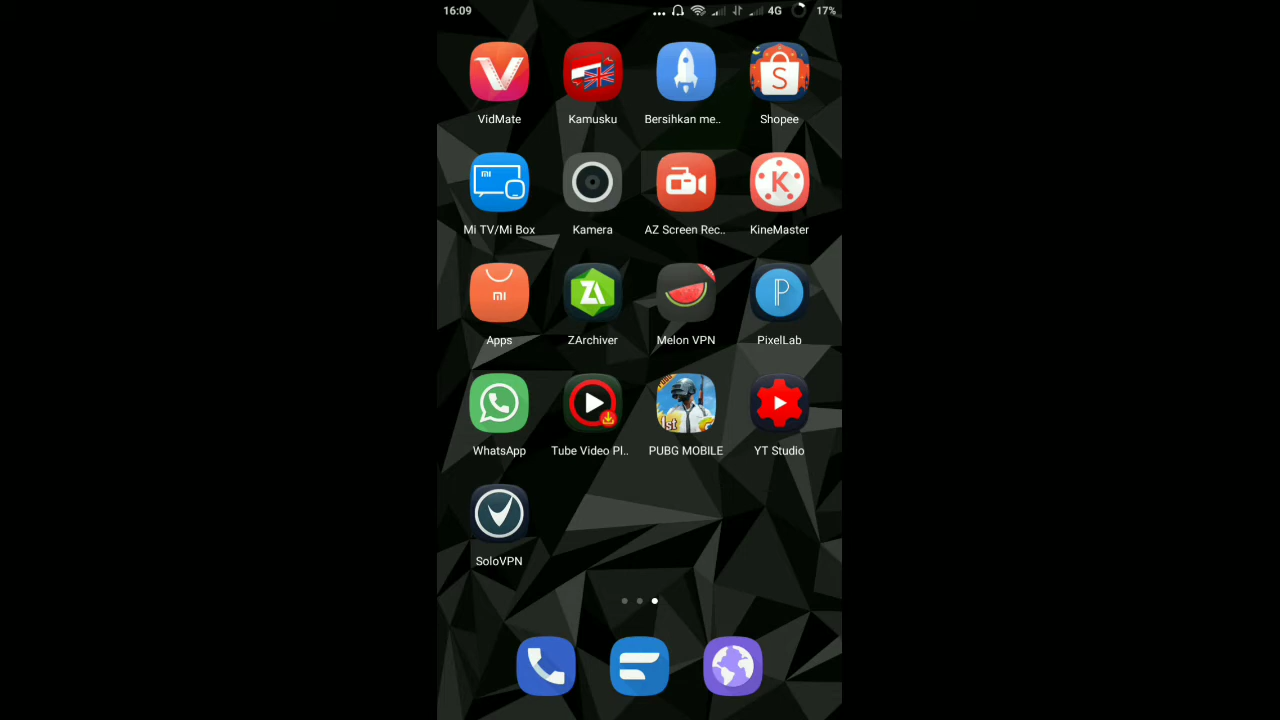 16:09
4G
17%
VidMate
Kamusku
Bersihkan me..
Shopee
Mi TV/Mi Box
Kamera
AZ Screen Rec..
KineMaster
Apps
ZArchiver
Melon VPN
PixelLab
WhatsApp
Tube Video Pl..
PUBG MOBILE
YT Studio
SoloVPN